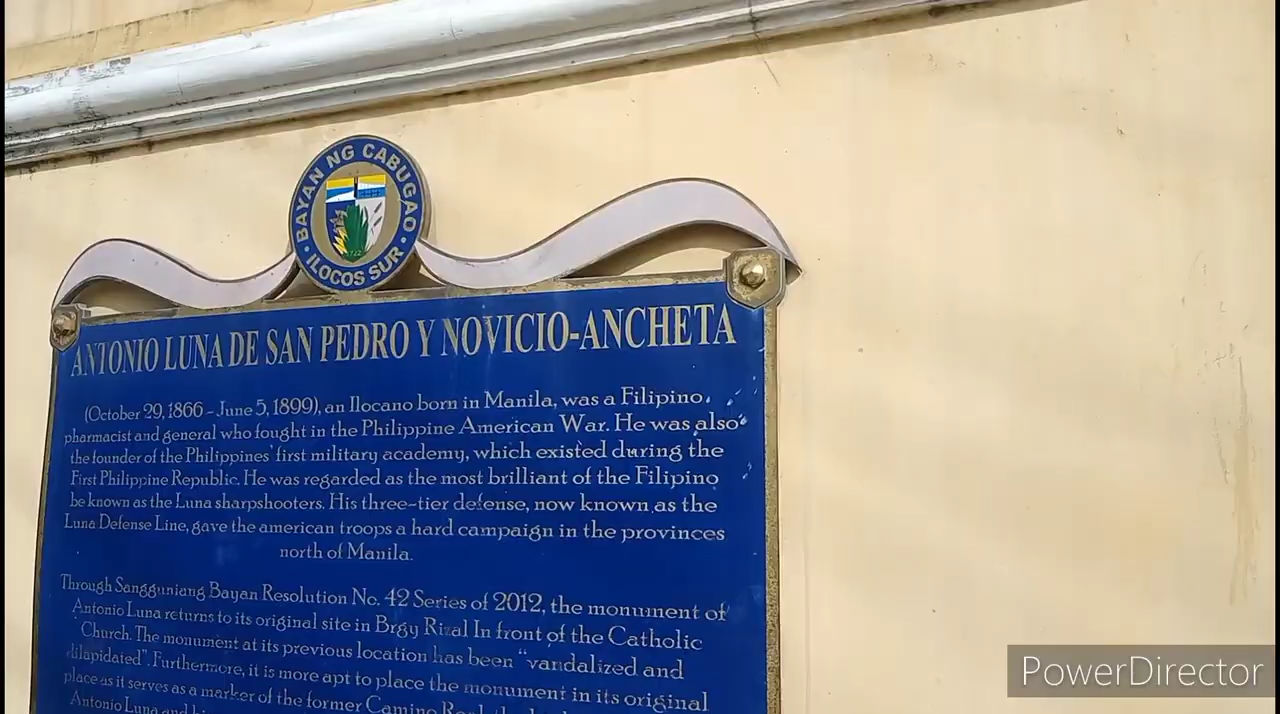 BAYAN NG CABUGAO
ILOCOS SUR
ANTONIO LUNA DE SAN PEDRO Y NOVICIO-ANCHETA
(October 29, 1866 - June 5, 1899), an Ilocano born in Manila, was a Filipino
pharmacist and general who fought in the Philippine American War. He was also
the founder of the Philippines' first military academy, which existed during the
First Philippine Republic. He was regarded as the most brilliant of the Filipino
be known as the Luna sharpshooters. His three-tier defense, now known as the
Luna Defense Line, gave the american troops a hard campaign in the provinces
north of Manila.
Through Sangguniang Bayan Resolution No. 42 Series of 2012, the monument of
Antonio Luna returns to its original site in Brgy Rizal In front of the Catholic
Church. The monument at its previous location has been "vandalized and
dilapidated". Furthermore, it is more apt to place the monument in its original
place as it serves as a marker of the former Camino Real,
Antonio Luna and
PowerDirector